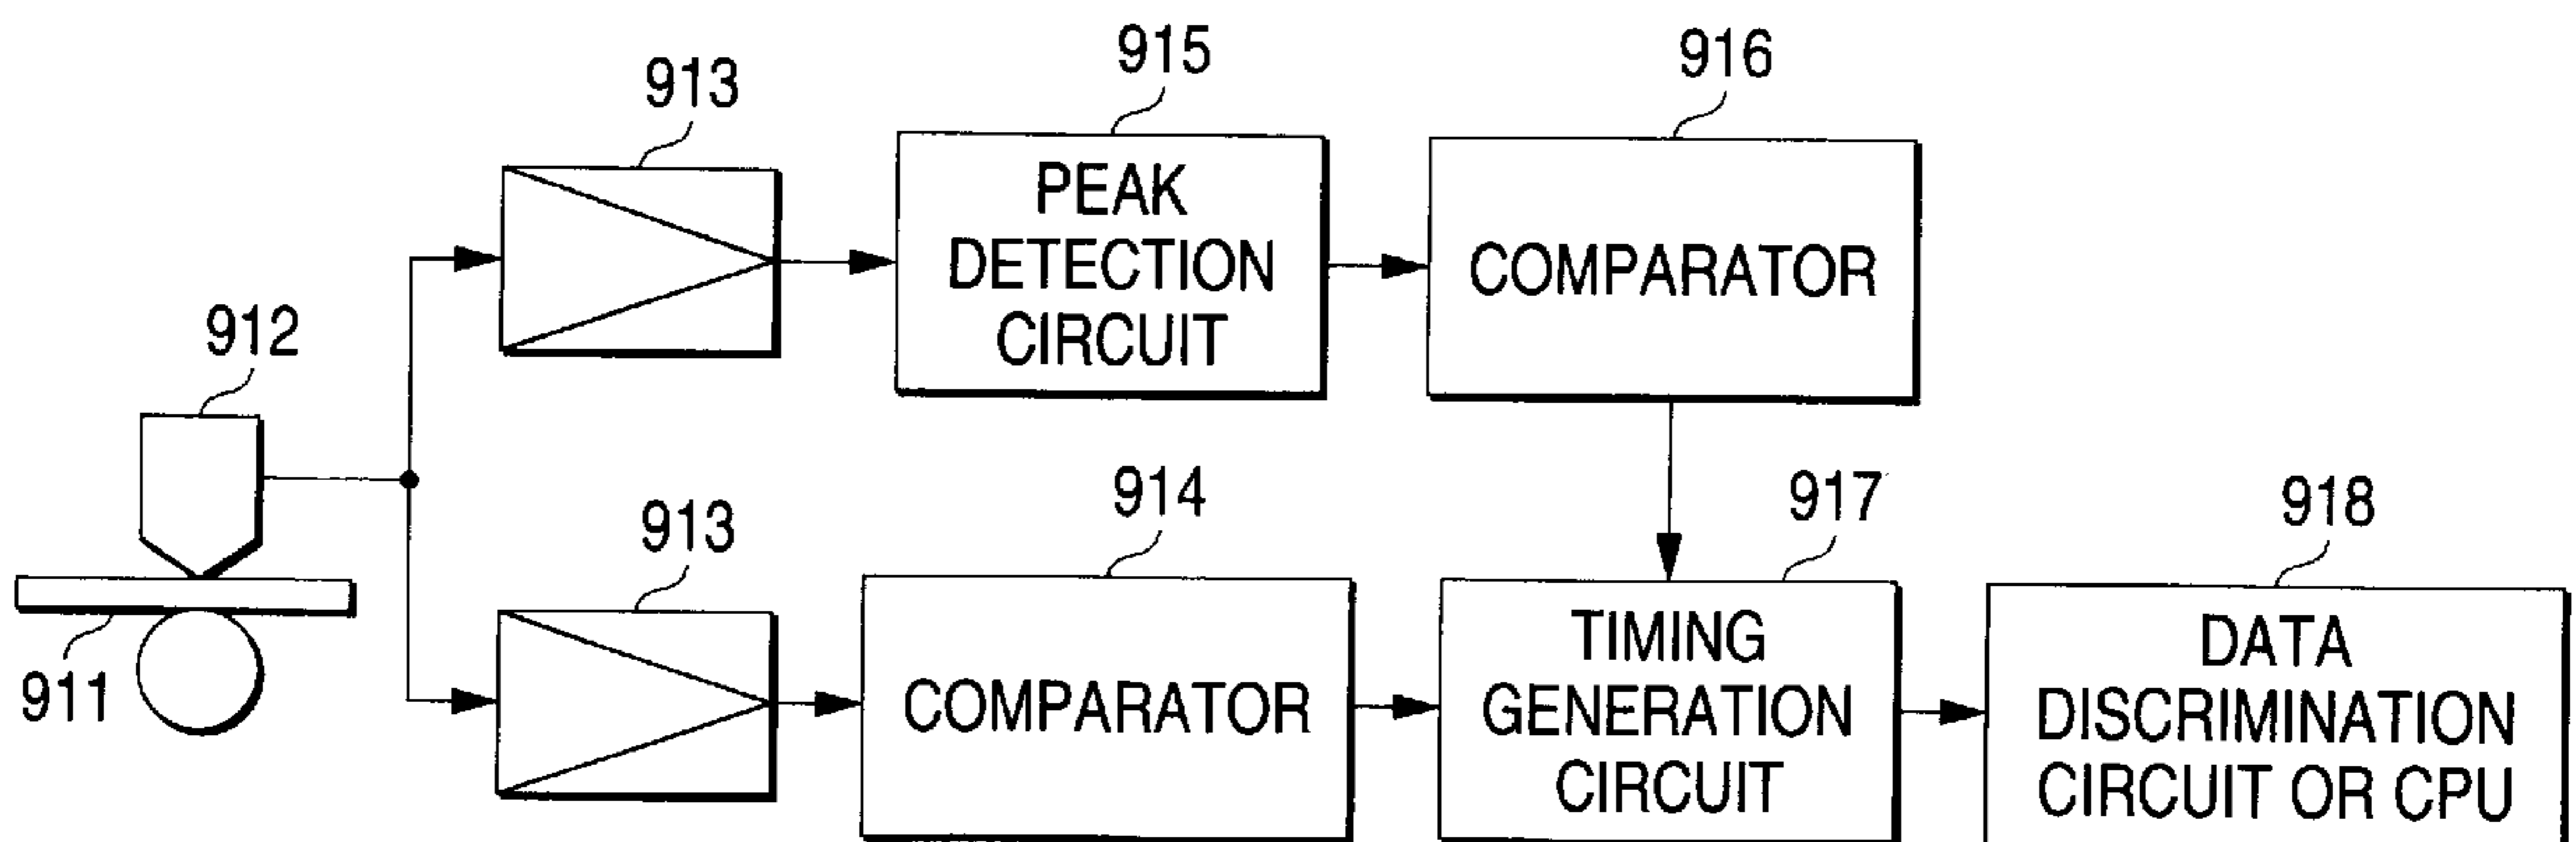 915
916
913
PEAK
DETECTION
CIRCUIT
COMPARATOR
912
913
914
917
918
911
COMPARATOR
TIMING
GENERATION
CIRCUIT
DATA
DISCRIMINATION
CIRCUIT OR CPU